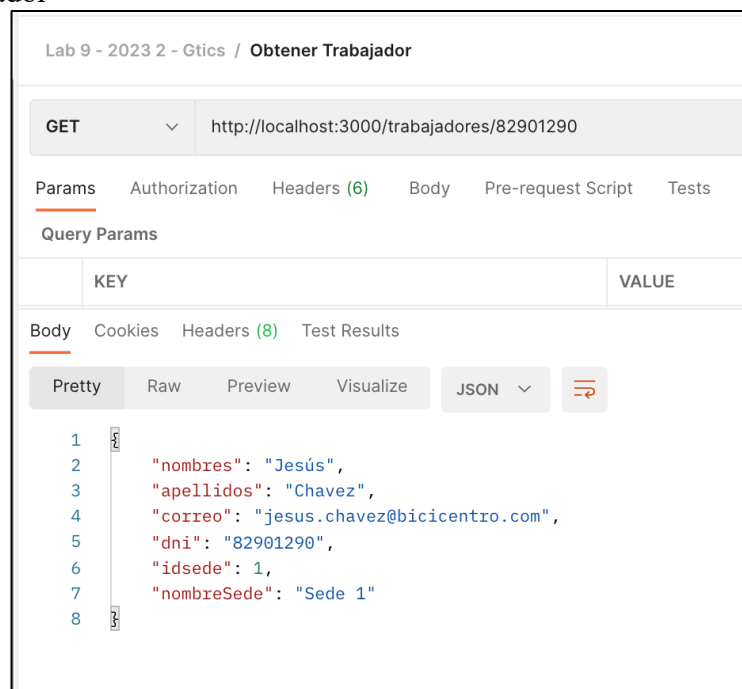 Lab 9 - 2023 2 - Gtics / Obtener Trabajador
GET http://localhost:3000/trabajadores/82901290
Params Authorization Headers (6) Body Pre-request Script Tests
Query Params
KEY VALUE
Body Cookies Headers (8) Test Results
Pretty Raw Preview Visualize JSON
1 {
2 "nombres": "Jesús",
3 "apellidos": "Chavez",
4 "correo": "jesus.chavez@bicicentro.com",
5 "dni": "82901290",
6 "idsede": 1,
7 "nombreSede": "Sede 1"
8 }